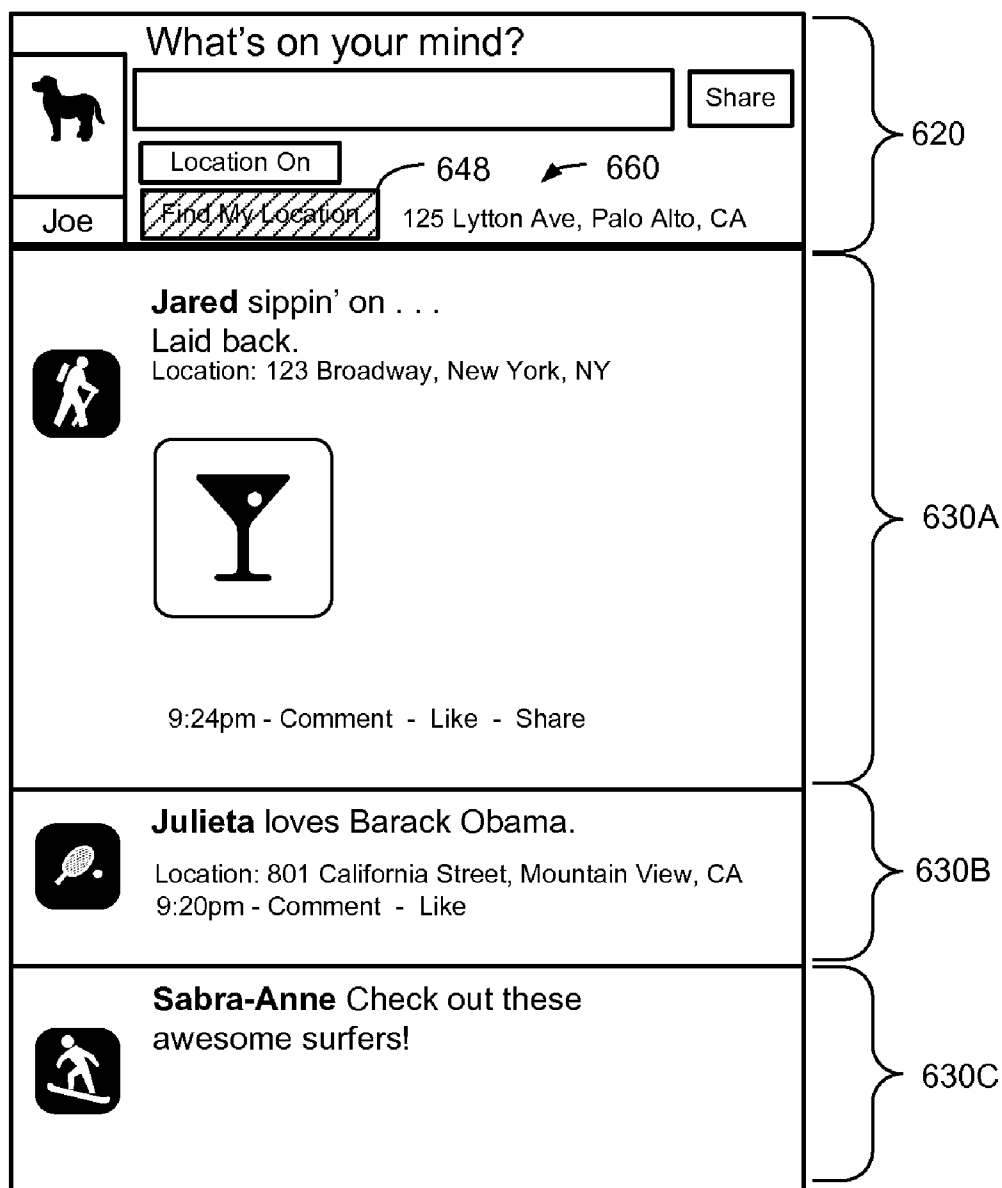 What's on your mind?
Share
620
Location On
648
660
Find My Location
Joe
125 Lytton Ave, Palo Alto, CA
Jared sippin' on . . .
Laid back.
Location: 123 Broadway, New York, NY
630A
9:24pm - Comment - Like - Share
Julieta loves Barack Obama.
Location: 801 California Street, Mountain View, CA
630B
9:20pm - Comment - Like
Sabra-Anne Check out these
awesome surfers!
630C